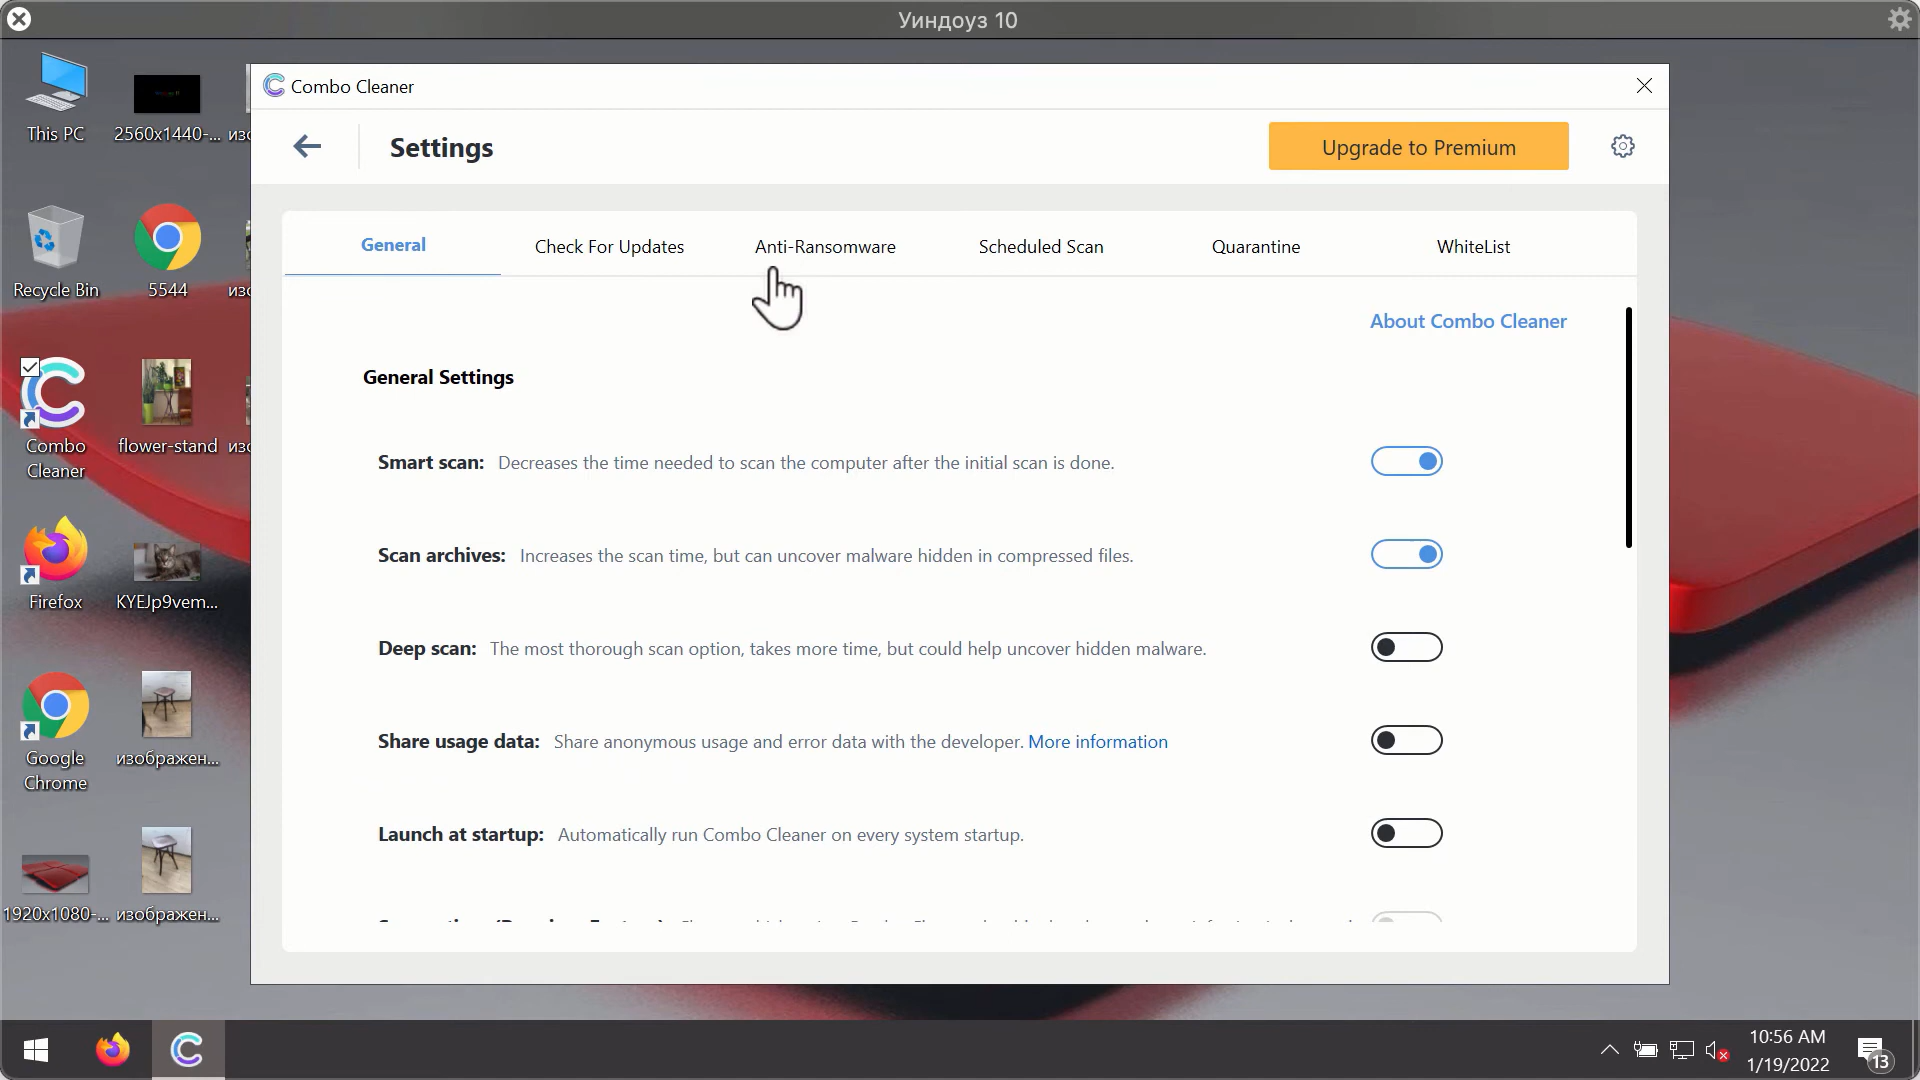 Уиндоуз 10
This PC
2560x1440-...
изо
Recycle Bin
5544
изо
Combo
Cleaner
flower-stand
изо
Firefox
KYEJp9vem...
Google
Chrome
изображен...
1920x1080-...
изображен...
Combo Cleaner
Settings
Upgrade to Premium
General
Check For Updates
Anti-Ransomware
Scheduled Scan
Quarantine
WhiteList
About Combo Cleaner
General Settings
Smart scan: Decreases the time needed to scan the computer after the initial scan is done.
Scan archives: Increases the scan time, but can uncover malware hidden in compressed files.
Deep scan: The most thorough scan option, takes more time, but could help uncover hidden malware.
Share usage data: Share anonymous usage and error data with the developer. More information
Launch at startup: Automatically run Combo Cleaner on every system startup.
10:56 AM
1/19/2022
13